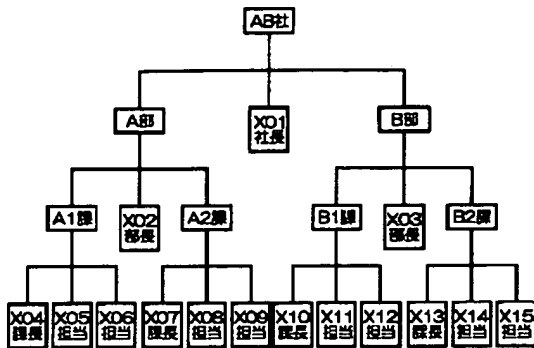 AB社
A部
X01
社長
B部
A1課
X02
部長
A2課
B1課
X03
部長
B2課
X04
課長
X05
担当
X06
担当
X07
課長
X08
担当
X09
担当
X10
課長
X11
担当
X12
担当
X13
課長
X14
担当
X15
担当